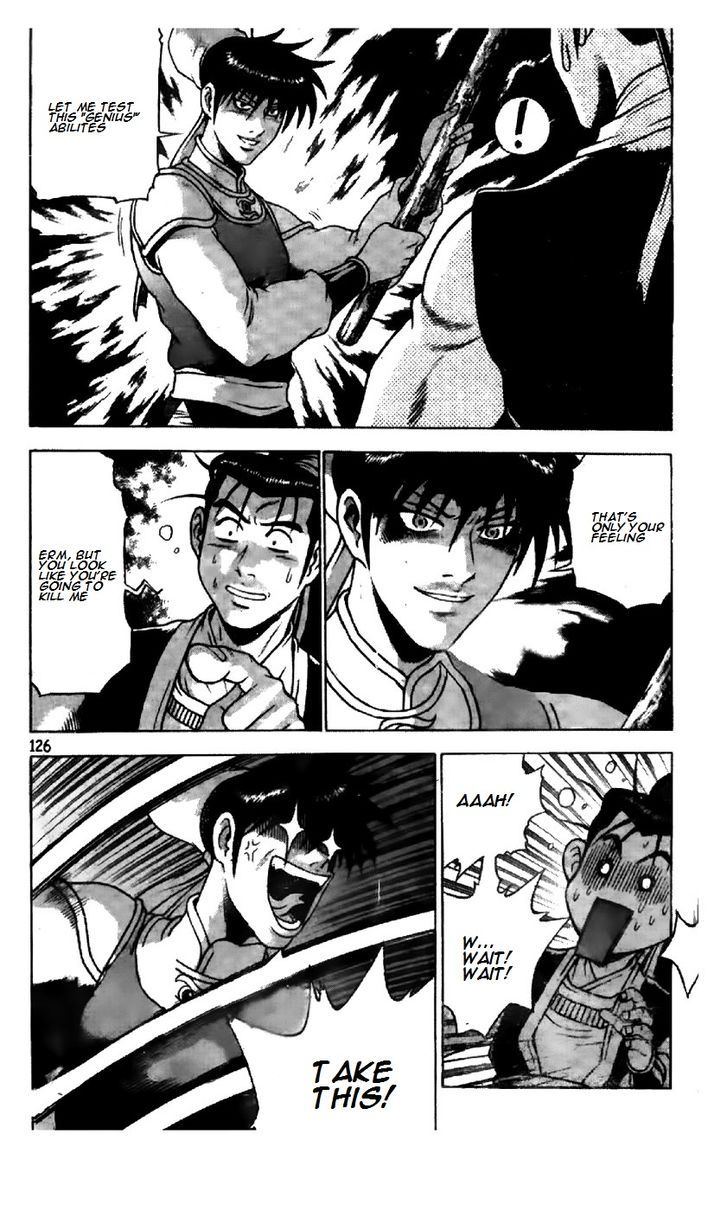 LET ME TEST
THIS "GENIUS"
ABILITES
!
THAT'S
ONLY YOUR
FEELING
ERM, BUT
YOU LOOK
LIKE YOU'RE
GOING TO
KILL ME
126
AAAH!
W...
WAIT!
WAIT!
TAKE
THIS!